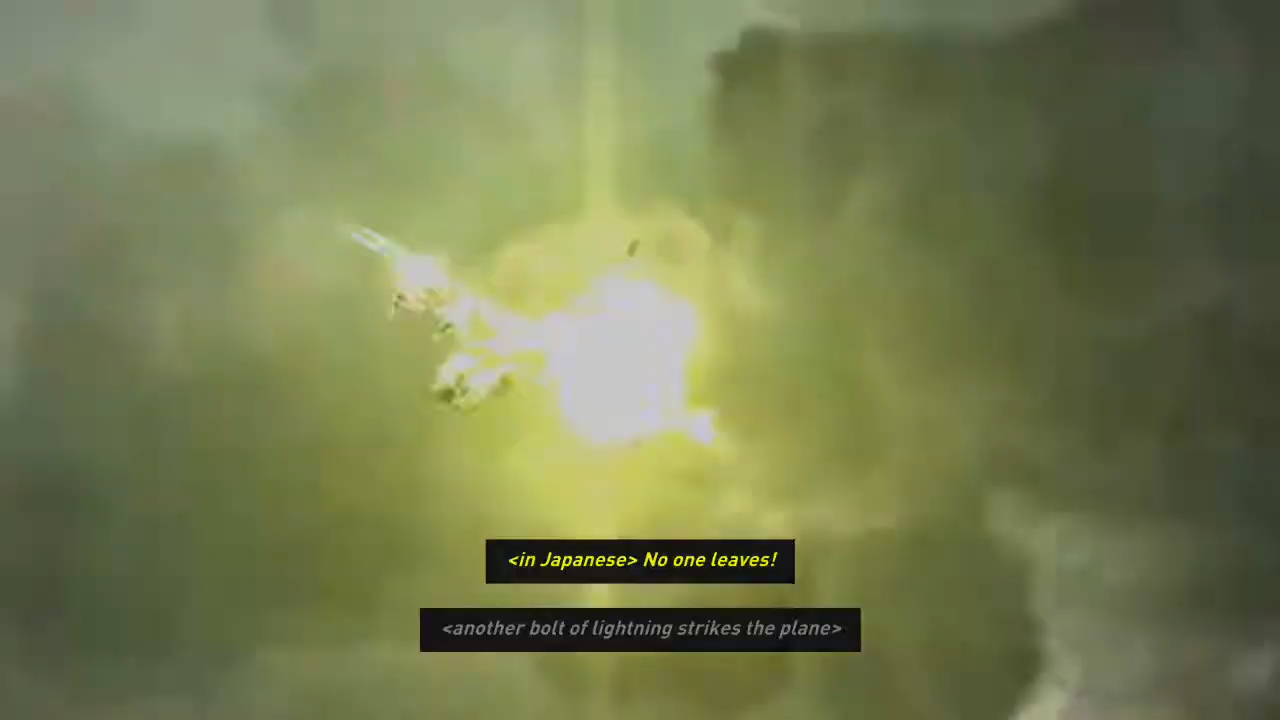 <in Japanese> No one leaves!
<another bolt of lightning strikes the plane>